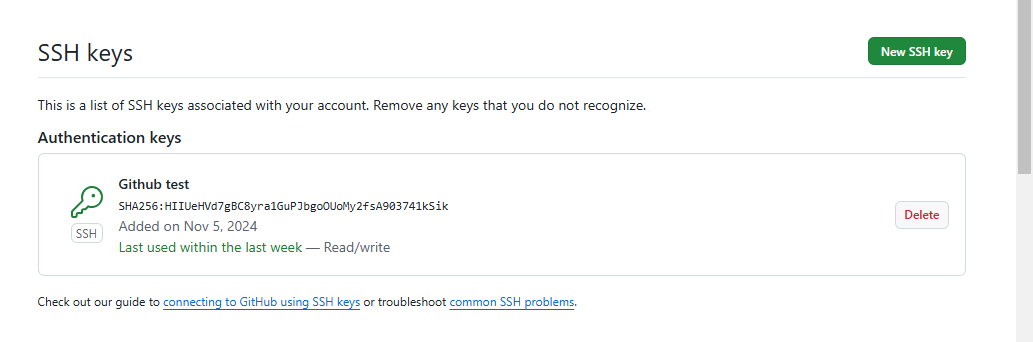 SSH keys
New SSH key
This is a list of SSH keys associated with your account. Remove any keys that you do not recognize.
Authentication keys
Github test
SHA256:HIIUeHVd7gBC8yra1GuPJbgoOUoMy2fsA903741kSik
SSH
Added on Nov 5, 2024
Last used within the last week — Read/write
Delete
Check out our guide to connecting to GitHub using SSH keys or troubleshoot common SSH problems.